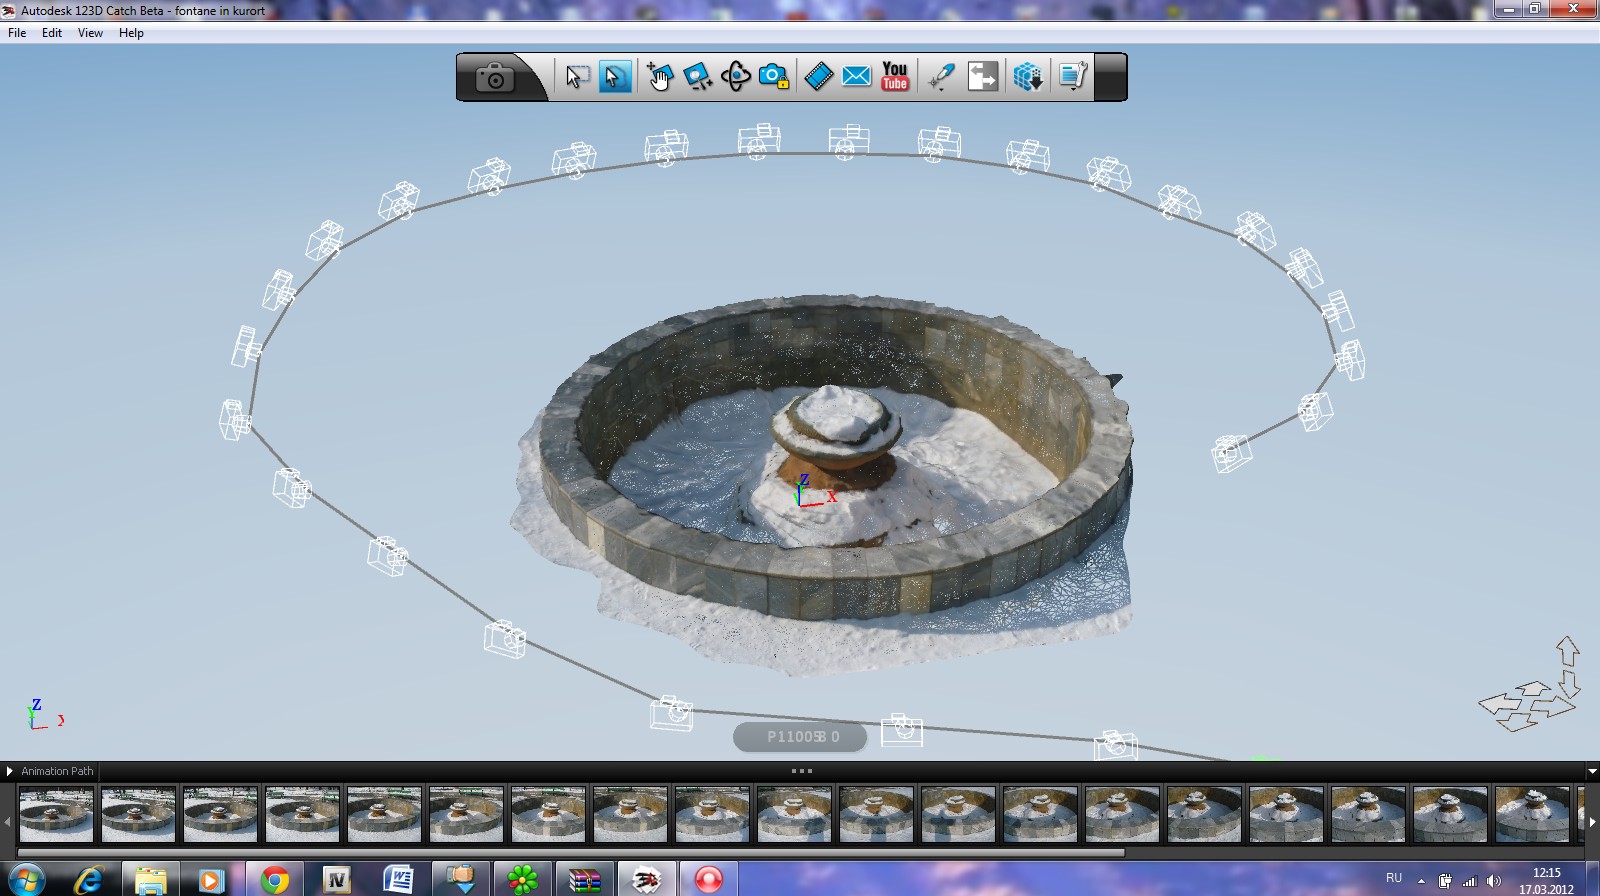 Autodesk 123D Catch Beta - fontane in kurort
File Edit View Help
You
Tube
Z
X
Z
Y
Animation Path
W
RU
12:15
17.03.2012